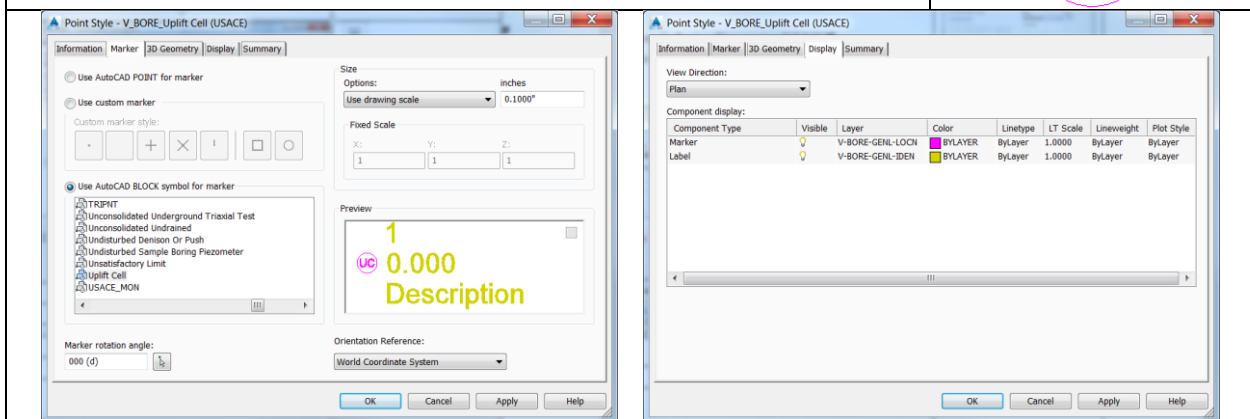 Point Style - V_BORE_Uplift Cell (USACE)
Information Marker 3D Geometry Display Summary
Use AutoCAD POINT for marker
Use custom marker
Custom marker style:
Use AutoCAD BLOCK symbol for marker
TRIPNT
Unconsolidated Underground Triaxial Test
Unconsolidated Undrained
Undisturbed Denison Or Push
Undisturbed Sample Boring Piezometer
Unsatisfactory Limit
Uplift Cell
USACE_MON
Marker rotation angle:
000 (d)
Size
Options: inches
Use drawing scale 0.1000"
Fixed Scale
X: Y: Z:
1 1 1
Preview
1
UC 0.000
Description
Orientation Reference:
World Coordinate System
OK Cancel Apply Help
Point Style - V_BORE_Uplift Cell (USACE)
Information Marker 3D Geometry Display Summary
View Direction:
Plan
Component display:
Component Type Visible Layer Color Linetype LT Scale Lineweight Plot Style
Marker V-BORE-GENL-LOCN BYLAYER ByLayer 1.0000 ByLayer ByLayer
Label V-BORE-GENL-IDEN BYLAYER ByLayer 1.0000 ByLayer ByLayer
OK Cancel Apply Help